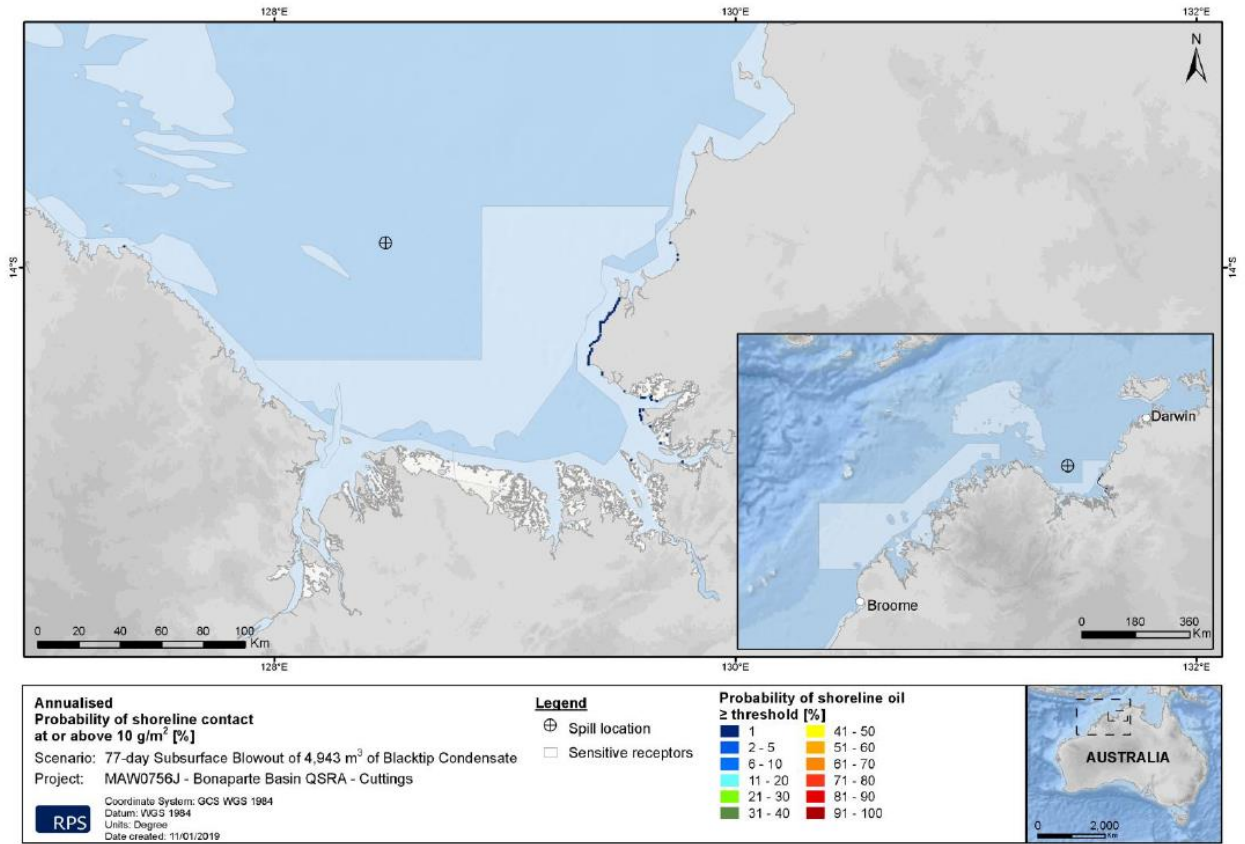 128°E
130°E
132°E
N
14°S
14°S
Darwin
Broome
0 180 360
Km
0 20 40 60 80 100
Km
128°E
130°E
132°E
Annualised
Probability of shoreline contact
at or above 10 g/m² [%]
Scenario: 77-day Subsurface Blowout of 4,943 m³ of Blacktip Condensate
Project: MAW0756J - Bonaparte Basin QSRA - Cuttings
RPS
Coordinate System: GCS WGS 1984
Datum: WGS 1984
Units: Degree
Date created: 11/01/2019
Legend
Spill location
Sensitive receptors
Probability of shoreline oil
≥ threshold [%]
1
2 - 5
6 - 10
11 - 20
21 - 30
31 - 40
41 - 50
51 - 60
61 - 70
71 - 80
81 - 90
91 - 100
AUSTRALIA
0 2,000
Km